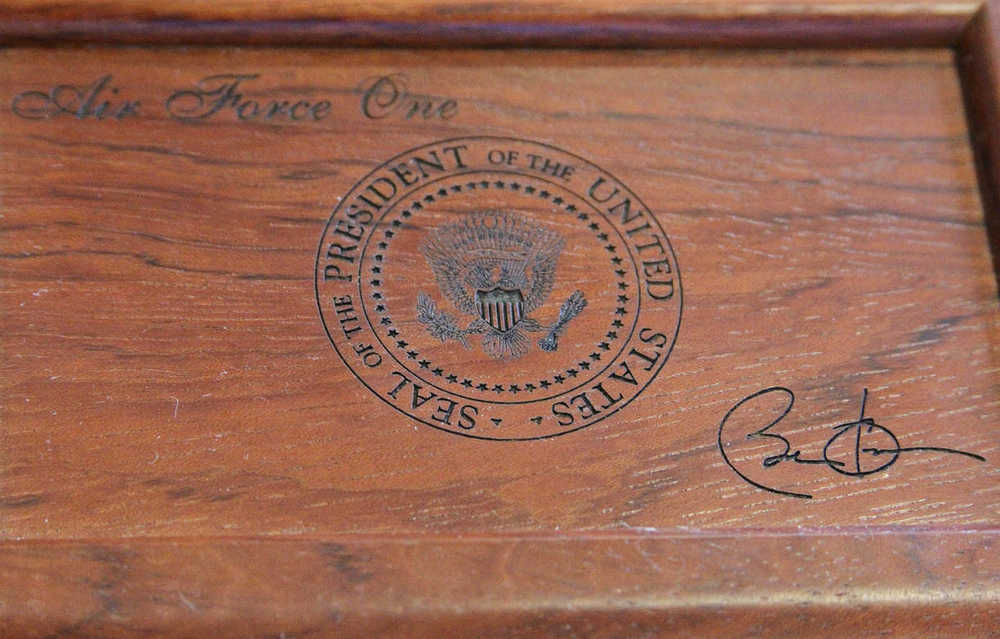 Air Force One
SEAL OF THE PRESIDENT OF THE UNITED STATES